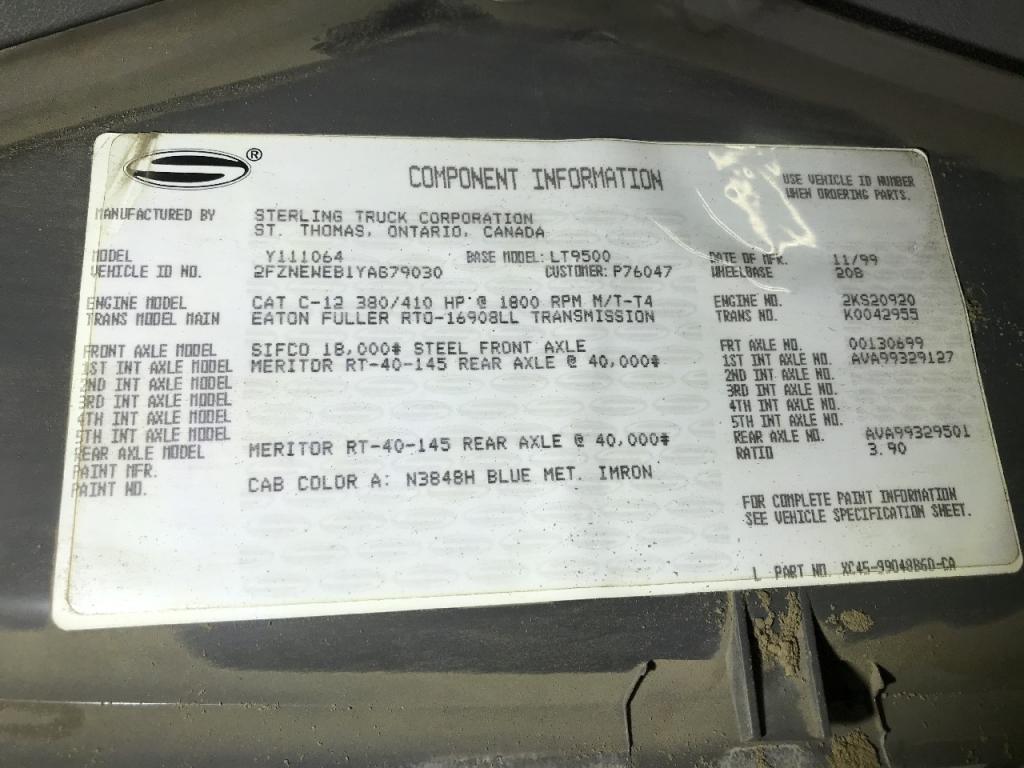 ®
COMPONENT INFORMATION
USE VEHICLE ID NUMBER
WHEN ORDERING PARTS.
MANUFACTURED BY STERLING TRUCK CORPORATION
ST. THOMAS, ONTARIO, CANADA
MODEL Y111064 BASE MODEL: LT9500 DATE OF MFR. 11/99
VEHICLE ID NO. 2FZNEWEB1YAG79030 CUSTOMER: P76047 WHEELBASE 208
ENGINE MODEL CAT C-12 380/410 HP @ 1800 RPM M/T-T4 ENGINE NO. 2KS20920
TRANS MODEL MAIN EATON FULLER RTO-16908LL TRANSMISSION TRANS NO. K0042955
FRONT AXLE MODEL SIFCO 18,000# STEEL FRONT AXLE FRT AXLE NO. 00130699
1ST INT AXLE MODEL MERITOR RT-40-145 REAR AXLE @ 40,000# 1ST INT AXLE NO. AVA99329127
2ND INT AXLE MODEL 2ND INT AXLE NO.
3RD INT AXLE MODEL 3RD INT AXLE NO.
4TH INT AXLE MODEL 4TH INT AXLE NO.
5TH INT AXLE MODEL 5TH INT AXLE NO.
REAR AXLE MODEL MERITOR RT-40-145 REAR AXLE @ 40,000# REAR AXLE NO. AVA99329501
PAINT MFR. RATIO 3.90
PAINT NO. CAB COLOR A: N3848H BLUE MET. IMRON
FOR COMPLETE PAINT INFORMATION
SEE VEHICLE SPECIFICATION SHEET.
PART NO. XC45-99048B60-CA